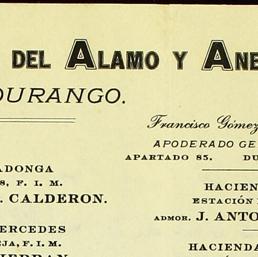 DEL ALAMO Y
DURANGO.
Francisco Gómez
APODERADO GE
APARTADO 85. DU
ADONGA
S, F. I. M.
. CALDERON.
HACIEN
ESTACIÓN
ADMOR. J. ANTO
ERCEDES
JA, F. I. M.
HACIENDA